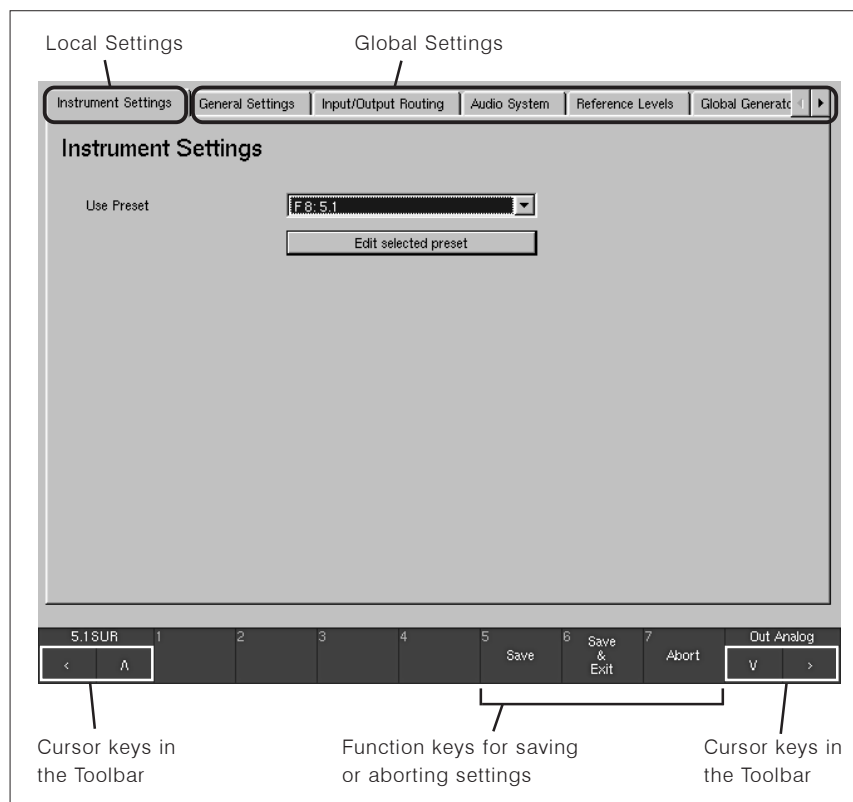 Local Settings Global Settings
Instrument Settings General Settings Input/Output Routing Audio System Reference Levels Global Generato
Instrument Settings
Use Preset F 8: 5.1
Edit selected preset
5.1SUR 1 2 3 4 5 Save 6 Save & Exit 7 Abort Out Analog
< Λ V >
Cursor keys in
the Toolbar
Function keys for saving
or aborting settings
Cursor keys in
the Toolbar